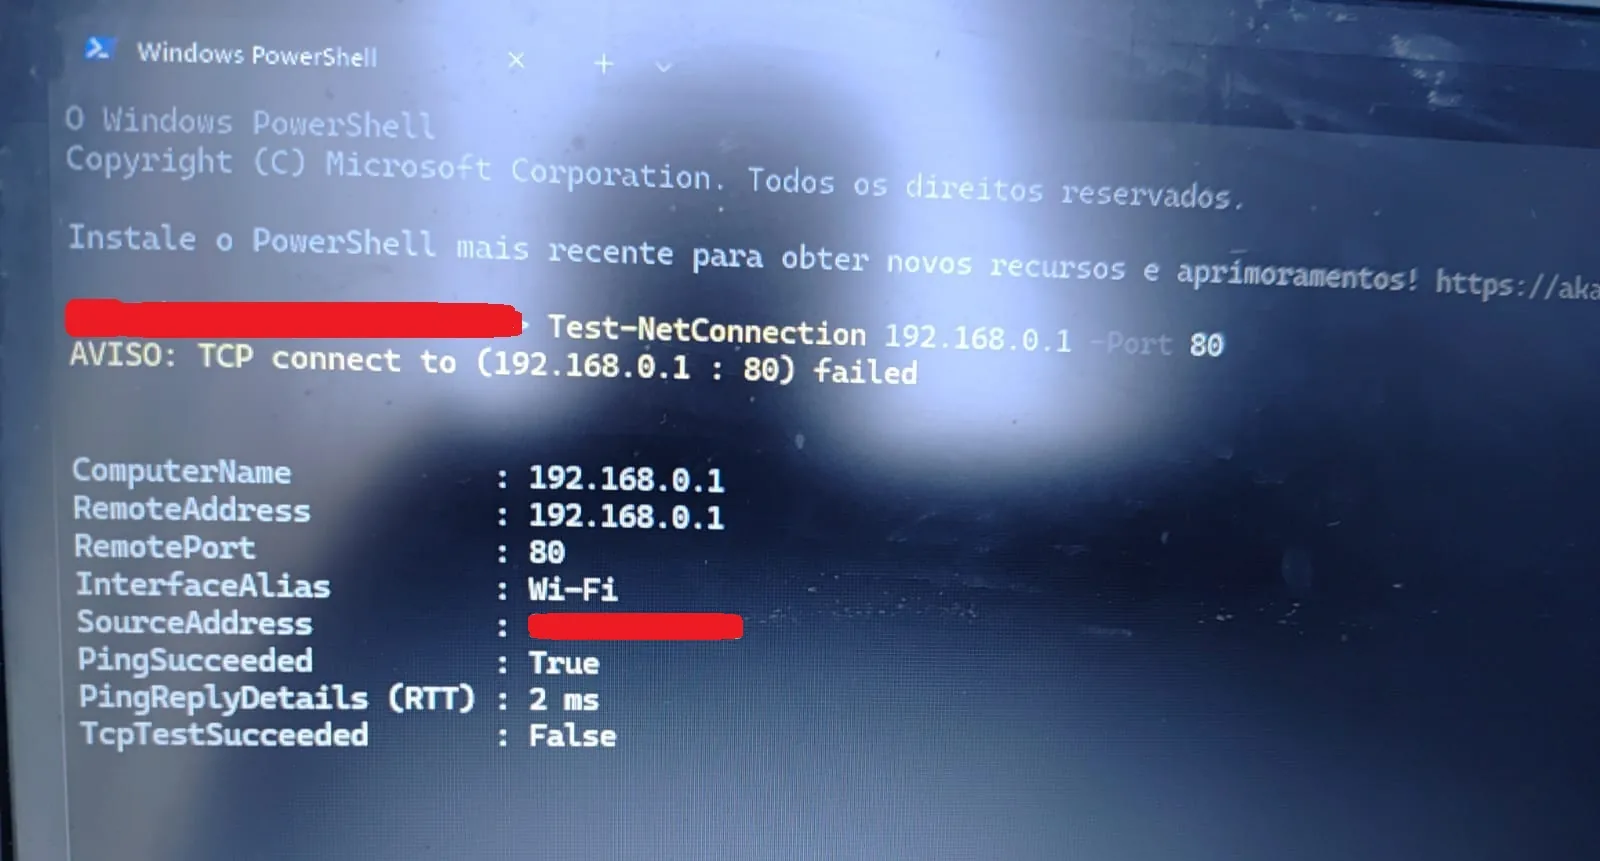 Windows PowerShell
O Windows PowerShell
Copyright (C) Microsoft Corporation. Todos os direitos reservados.
Instale o PowerShell mais recente para obter novos recursos e aprimoramentos! https://aka
> Test-NetConnection 192.168.0.1 -Port 80
AVISO: TCP connect to (192.168.0.1 : 80) failed
ComputerName : 192.168.0.1
RemoteAddress : 192.168.0.1
RemotePort : 80
InterfaceAlias : Wi-Fi
SourceAddress :
PingSucceeded : True
PingReplyDetails (RTT) : 2 ms
TcpTestSucceeded : False